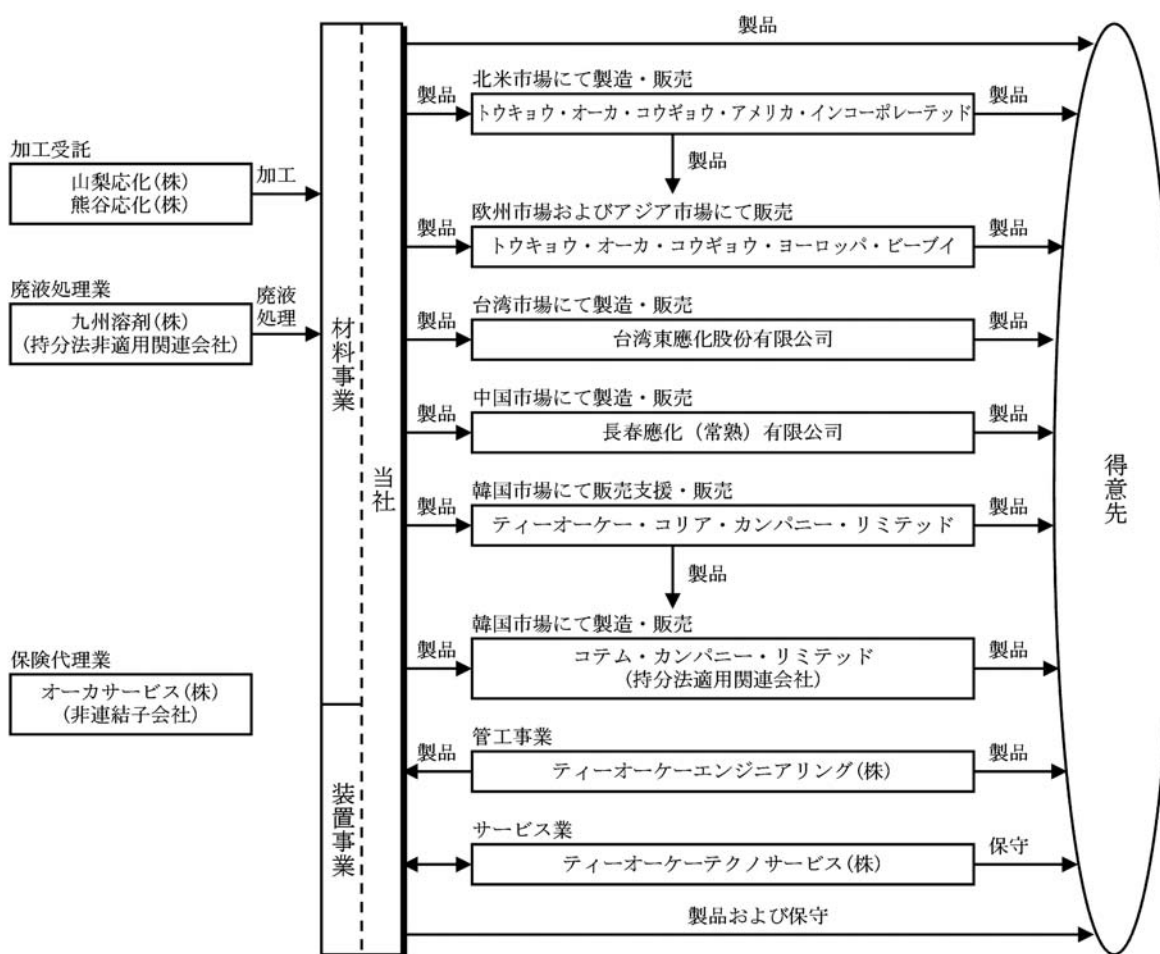 製品
北米市場にて製造・販売
製品
トウキョウ・オーカ・コウギョウ・アメリカ・インコーポレーテッド
製品
製品
加工受託
山梨応化(株)
熊谷応化(株)
加工
欧州市場およびアジア市場にて販売
製品
トウキョウ・オーカ・コウギョウ・ヨーロッパ・ビーブイ
製品
廃液処理業
九州溶剤(株)
(持分法非適用関連会社)
廃液
処理
台湾市場にて製造・販売
製品
台湾東應化股份有限公司
製品
材料事業
中国市場にて製造・販売
製品
長春應化(常熟)有限公司
製品
当社
得意先
韓国市場にて販売支援・販売
製品
ティーオーケー・コリア・カンパニー・リミテッド
製品
製品
韓国市場にて製造・販売
製品
コテム・カンパニー・リミテッド
(持分法適用関連会社)
製品
保険代理業
オーカサービス(株)
(非連結子会社)
管工事業
製品
ティーオーケーエンジニアリング(株)
製品
装置事業
サービス業
ティーオーケーテクノサービス(株)
保守
製品および保守